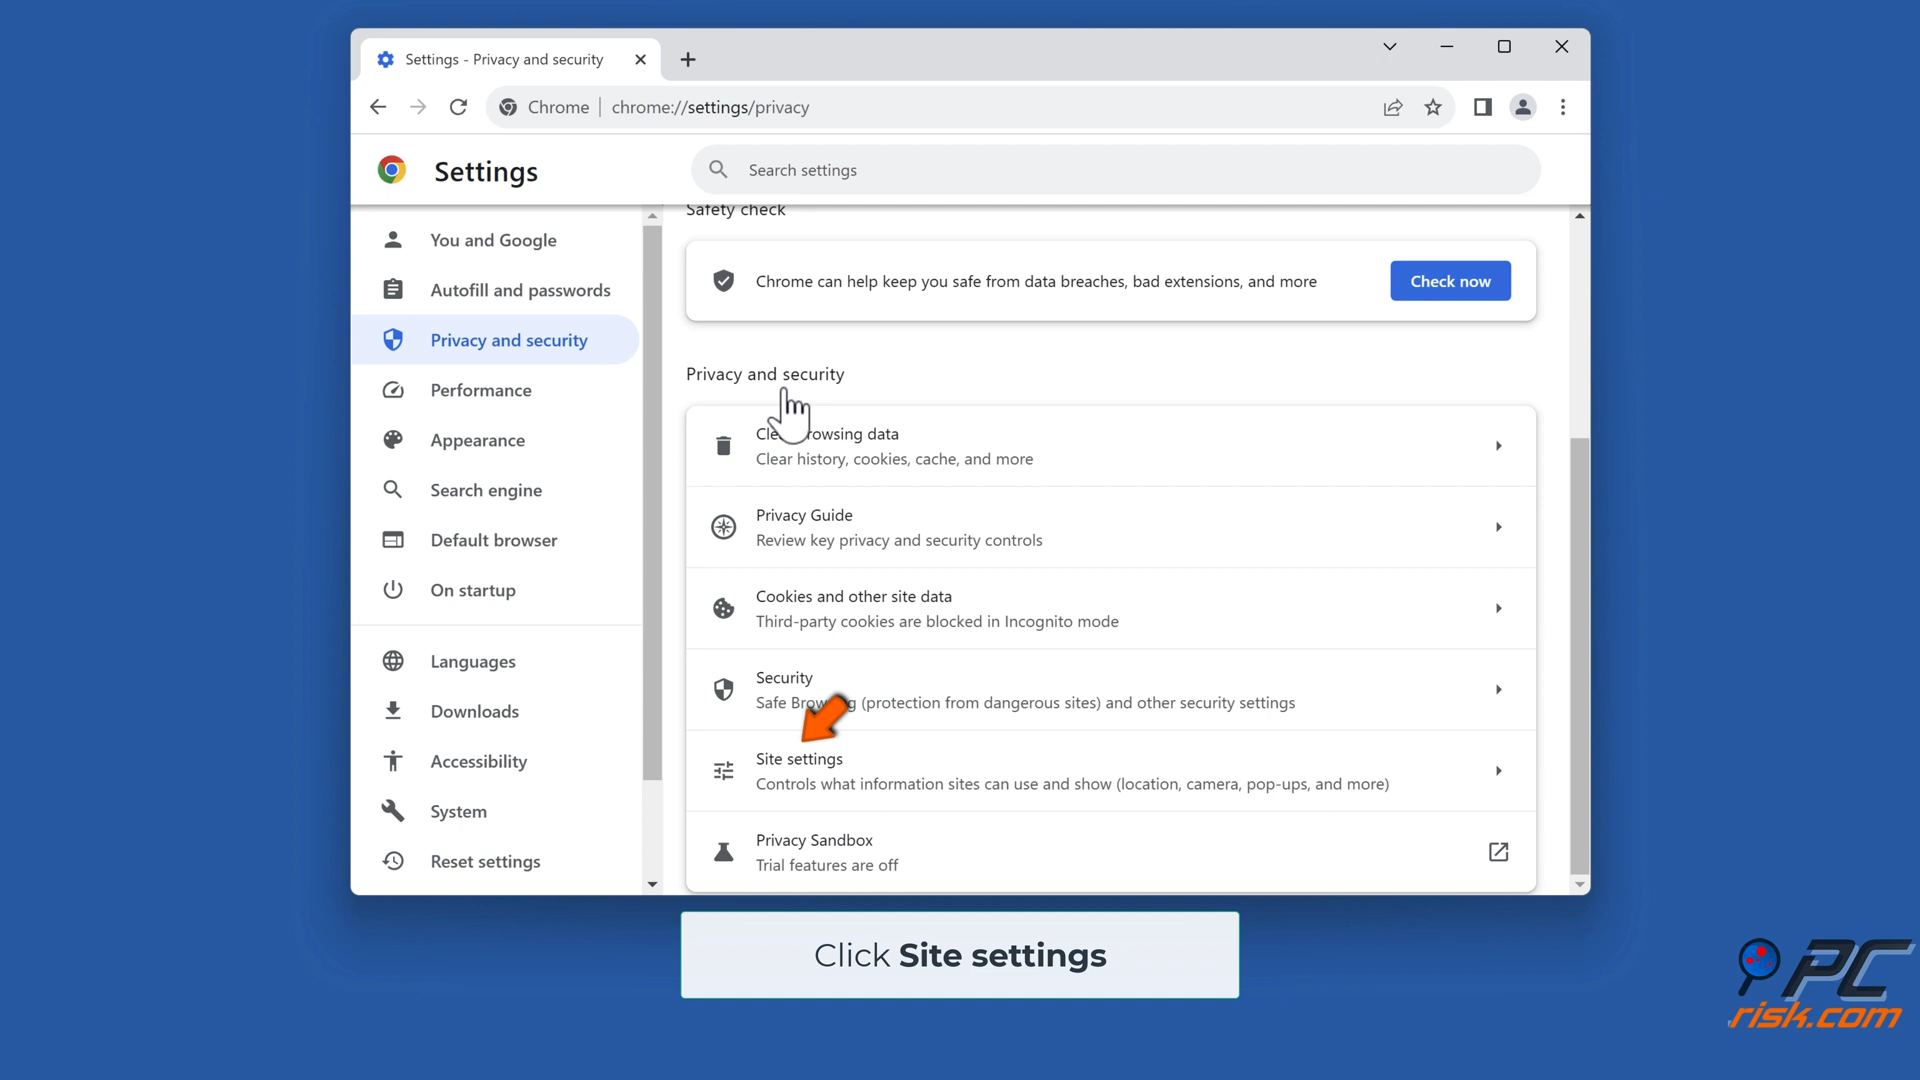 Settings - Privacy and security
Chrome | chrome://settings/privacy
Settings
Search settings
You and Google
Autofill and passwords
Privacy and security
Performance
Appearance
Search engine
Default browser
On startup
Languages
Downloads
Accessibility
System
Reset settings
Safety check
Chrome can help keep you safe from data breaches, bad extensions, and more
Check now
Privacy and security
browsing data
Clear history, cookies, cache, and more
Privacy Guide
Review key privacy and security controls
Cookies and other site data
Third-party cookies are blocked in Incognito mode
Security
Safe (protection from dangerous sites) and other security settings
Site settings
Controls what information sites can use and show (location, camera, pop-ups, and more)
Privacy Sandbox
Trial features are off
Click Site settings
PC
risk.com